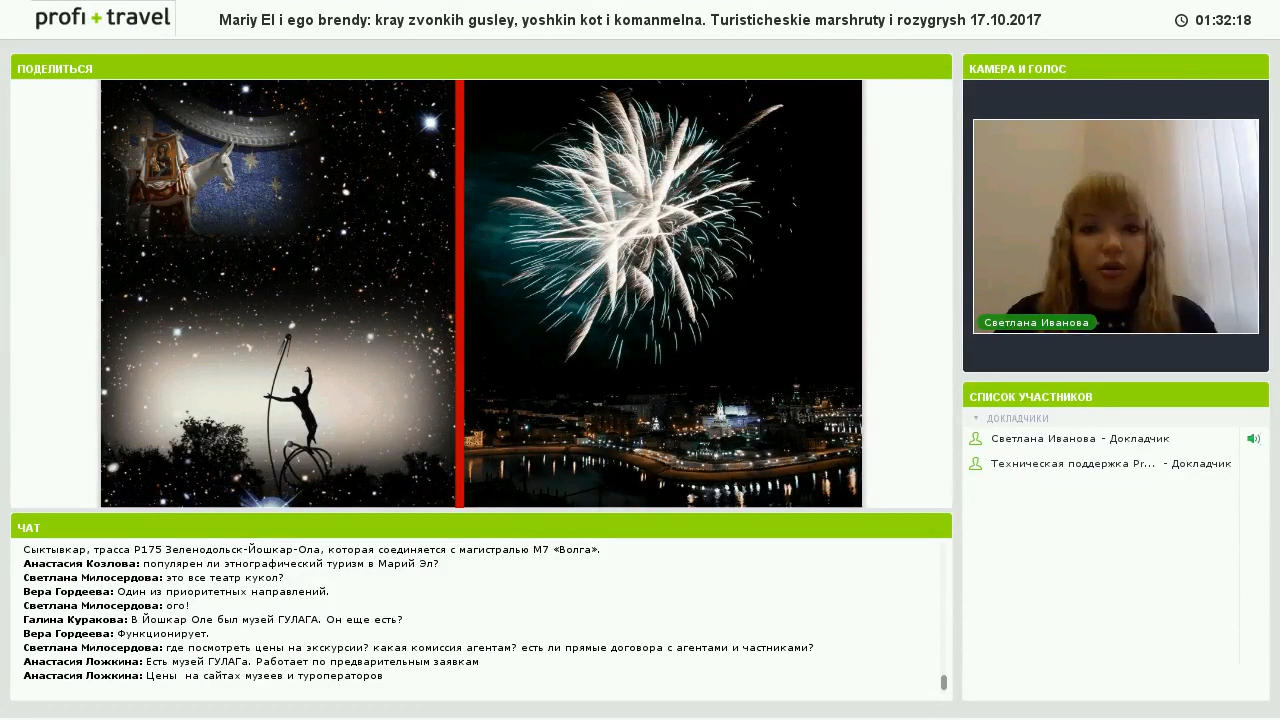 profi + travel
Mariy El i ego brendy: kray zvonkih gusley, yoshkin kot i komanmelna. Turisticheskie marshruty i rozygrysh 17.10.2017
01:32:18
ПОДЕЛИТЬСЯ
КАМЕРА И ГОЛОС
Светлана Иванова
СПИСОК УЧАСТНИКОВ
ДОКЛАДЧИКИ
Светлана Иванова - Докладчик
Техническая поддержка Pr... - Докладчик
ЧАТ
Сыктывкар, трасса Р175 Зеленодольск-Йошкар-Ола, которая соединяется с магистралью М7 «Волга».
Анастасия Козлова: популярен ли этнографический туризм в Марий Эл?
Светлана Милосердова: это все театр кукол?
Вера Гордеева: Один из приоритетных направлений.
Светлана Милосердова: ого!
Галина Куракова: В Йошкар Оле был музей ГУЛАГА. Он еще есть?
Вера Гордеева: Функционирует.
Светлана Милосердова: где посмотреть цены на экскурсии? какая комиссия агентам? есть ли прямые договора с агентами и частниками?
Анастасия Ложкина: Есть музей ГУЛАГа. Работает по предварительным заявкам
Анастасия Ложкина: Цены на сайтах музеев и туроператоров